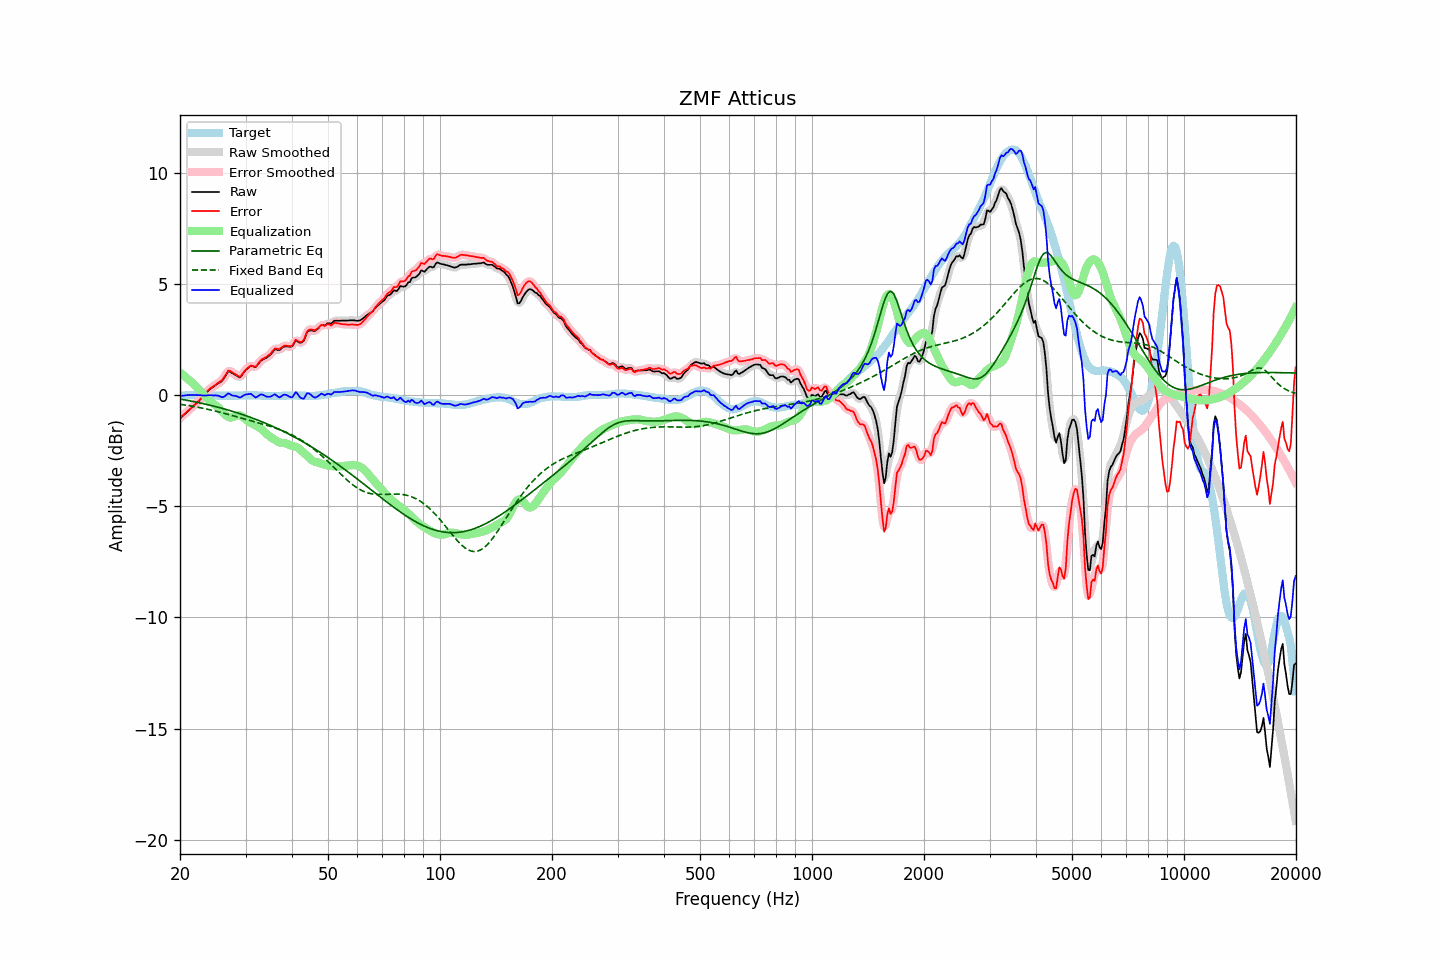 ZMF Atticus
Target
Raw Smoothed
Error Smoothed
Raw
Error
Equalization
Parametric Eq
Fixed Band Eq
Equalized
10
5
0
−5
−10
−15
−20
Amplitude (dBr)
20 50 100 200 500 1000 2000 5000 10000 20000
Frequency (Hz)